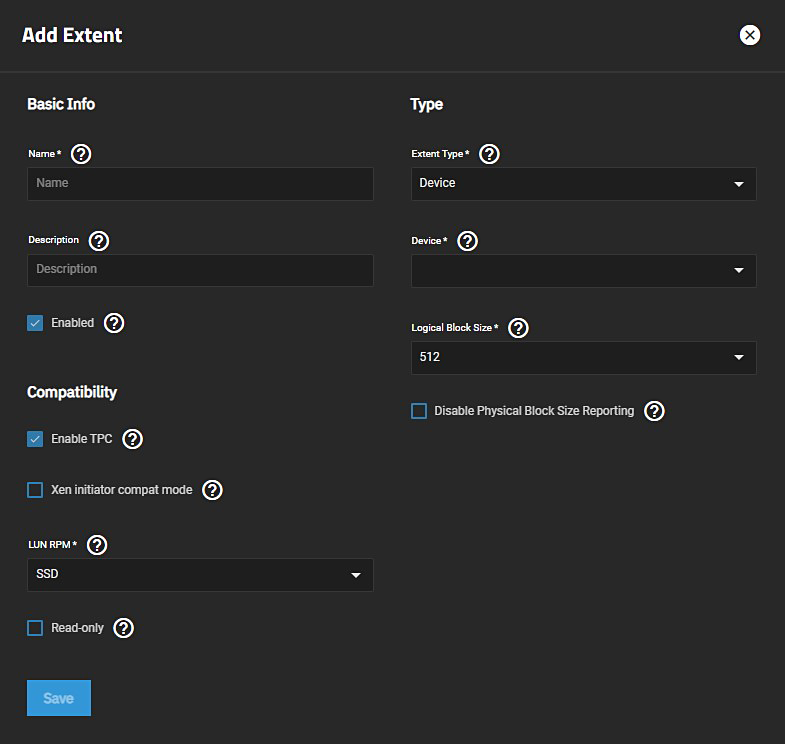 Add Extent
Basic Info
Name *
Name
Description
Description
Enabled
Compatibility
Enable TPC
Xen initiator compat mode
LUN RPM *
SSD
Read-only
Save
Type
Extent Type *
Device
Device *
Logical Block Size *
512
Disable Physical Block Size Reporting